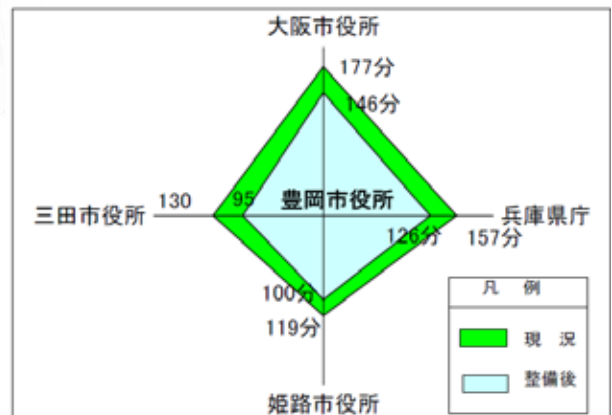 大阪市役所
177分
146分
130
95
豊岡市役所
三田市役所
兵庫県庁
126分
157分
100分
119分
姫路市役所
凡 例
現 況
整備後